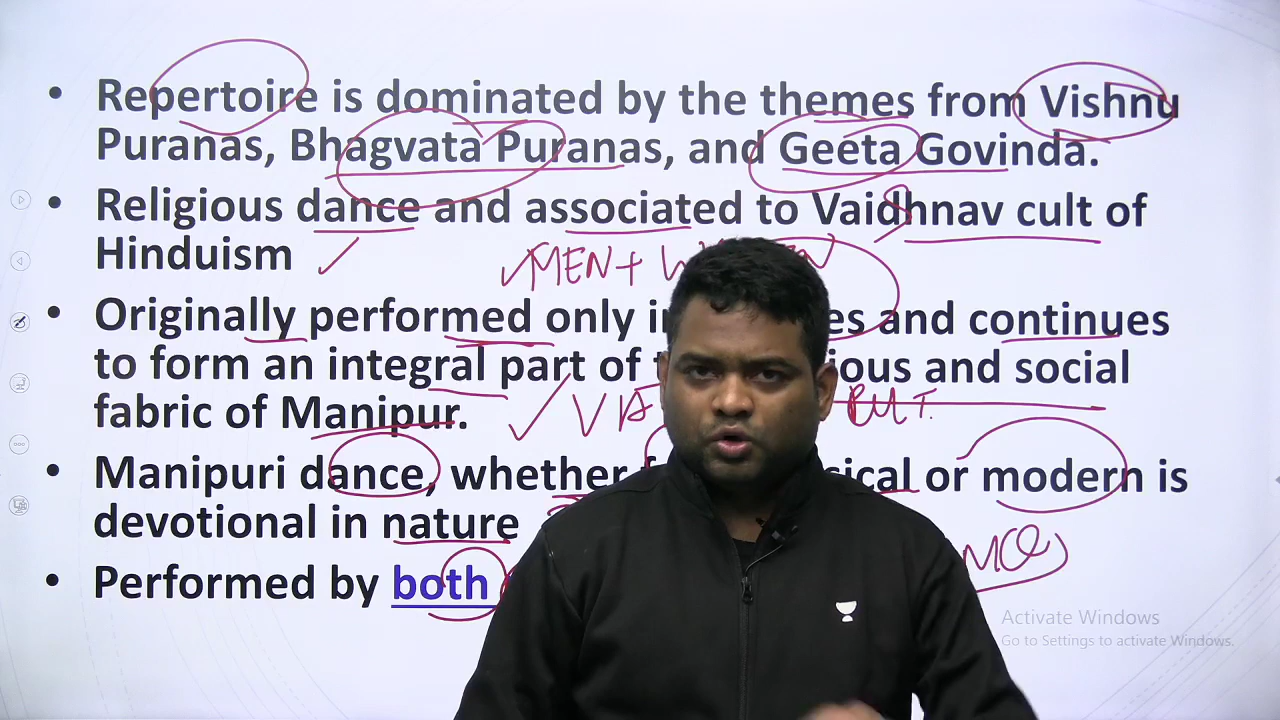 • Repertoire is dominated by the themes from Vishnu
Puranas, Bhagvata Puranas, and Geeta Govinda.
• Religious dance and associated to Vaidhnav cult of
Hinduism
MEN +
• Originally performed only in es and continues
to form an integral part of ious and social
fabric of Manipur.
• Manipuri dance, whether sical or modern is
devotional in nature
MCQ
• Performed by both
Activate Windows
Go to Settings to activate Windows.